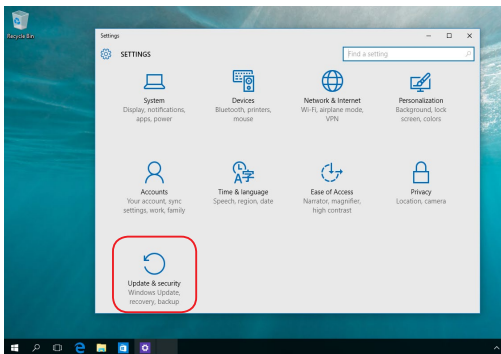 Recycle Bin
Settings
SETTINGS
Find a setting
System
Display, notifications,
apps, power
Devices
Bluetooth, printers,
mouse
Network & Internet
Wi-Fi, airplane mode,
VPN
Personalization
Background, lock
screen, colors
Accounts
Your account, sync
settings, work, family
Time & language
Speech, region, date
Ease of Access
Narrator, magnifier,
high contrast
Privacy
Location, camera
Update & security
Windows Update,
recovery, backup